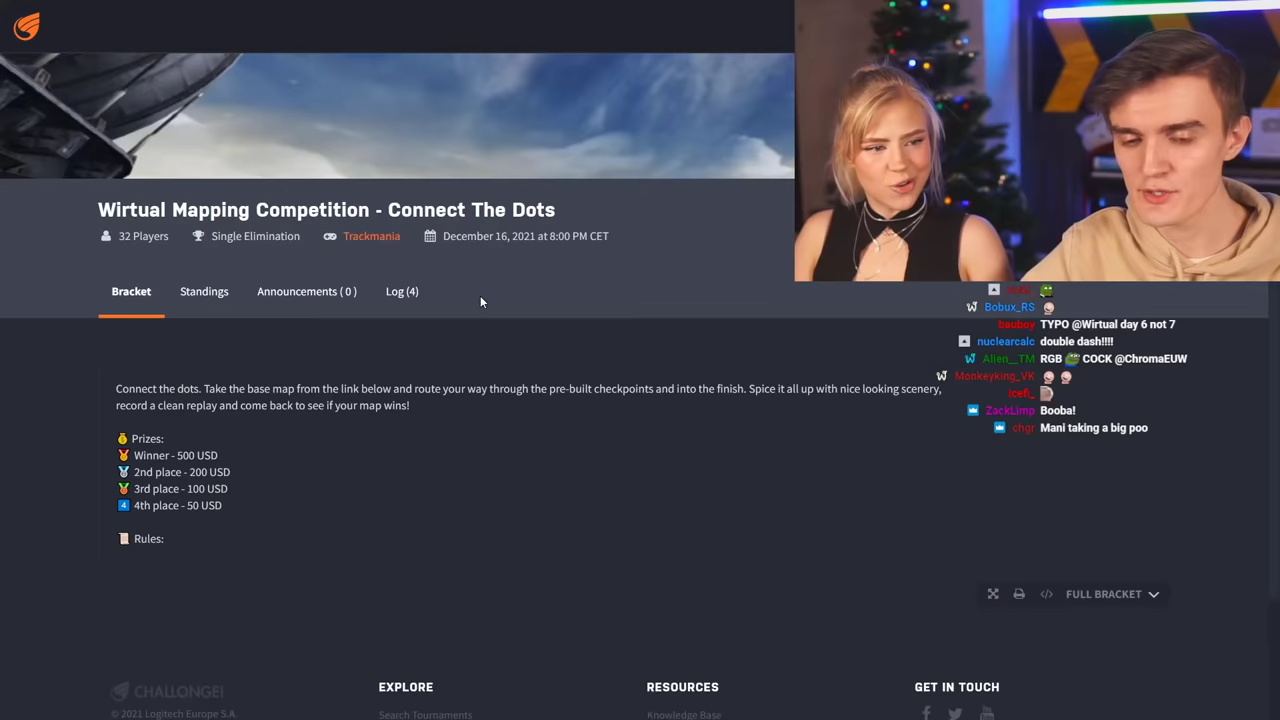 Wirtual Mapping Competition - Connect The Dots
32 Players Single Elimination Trackmania December 16, 2021 at 8:00 PM CET
Bracket Standings Announcements ( 0 ) Log (4)
Connect the dots. Take the base map from the link below and route your way through the pre-built checkpoints and into the finish. Spice it all up with nice looking scenery,
record a clean replay and come back to see if your map wins!
Prizes:
Winner - 500 USD
2nd place - 200 USD
3rd place - 100 USD
4 4th place - 50 USD
Rules:
Bobux_RS
bauboy TYPO @Wirtual day 6 not 7
nuclearcalc double dash!!!!
Alien__TM RGB COCK @ChromaEUW
Monkeyking_VK
icefi_
ZackLimp Booba!
chgr Mani taking a big poo
FULL BRACKET
CHALLONGE!
© 2021 Logitech Europe S.A
EXPLORE
Search Tournaments
RESOURCES
Knowledge Base
GET IN TOUCH